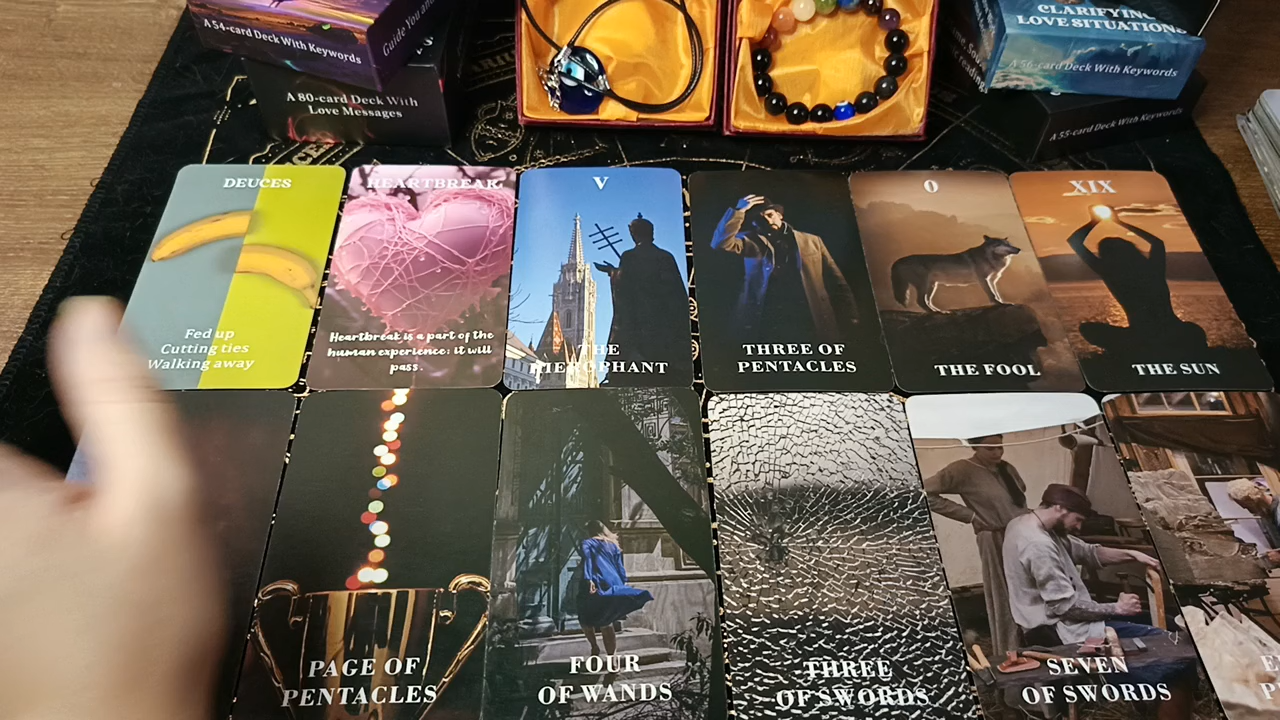 A 54-card Deck With Keywords
Guide You and
A 80-card Deck With
Love Messages
CLARIFYING
LOVE SITUATIONS
A 56-card Deck With Keywords
A 55-card Deck With Keywords
DEUCES
Fed up
Cutting ties
Walking away
HEARTBREAK
Heartbreak is a part of the
human experience: it will
pass.
V
THE
HIEROPHANT
THREE OF
PENTACLES
0
THE FOOL
XIX
THE SUN
PAGE OF
PENTACLES
FOUR
OF WANDS
THREE
OF SWORDS
SEVEN
OF SWORDS